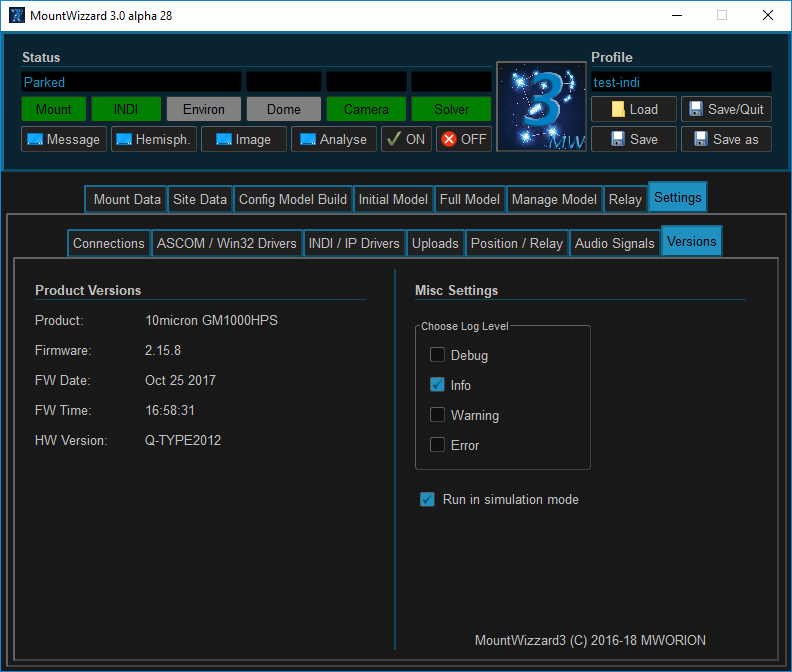 MountWizzard 3.0 alpha 28
Status
Profile
Parked
test-indi
Mount INDI Environ Dome Camera Solver
Load Save/Quit
Message Hemisph. Image Analyse ON OFF
Save Save as
3
MW
Mount Data Site Data Config Model Build Initial Model Full Model Manage Model Relay Settings
Connections ASCOM / Win32 Drivers INDI / IP Drivers Uploads Position / Relay Audio Signals Versions
Product Versions
Product: 10micron GM1000HPS
Firmware: 2.15.8
FW Date: Oct 25 2017
FW Time: 16:58:31
HW Version: Q-TYPE2012
Misc Settings
Choose Log Level
Debug
Info
Warning
Error
Run in simulation mode
MountWizzard3 (C) 2016-18 MWORION